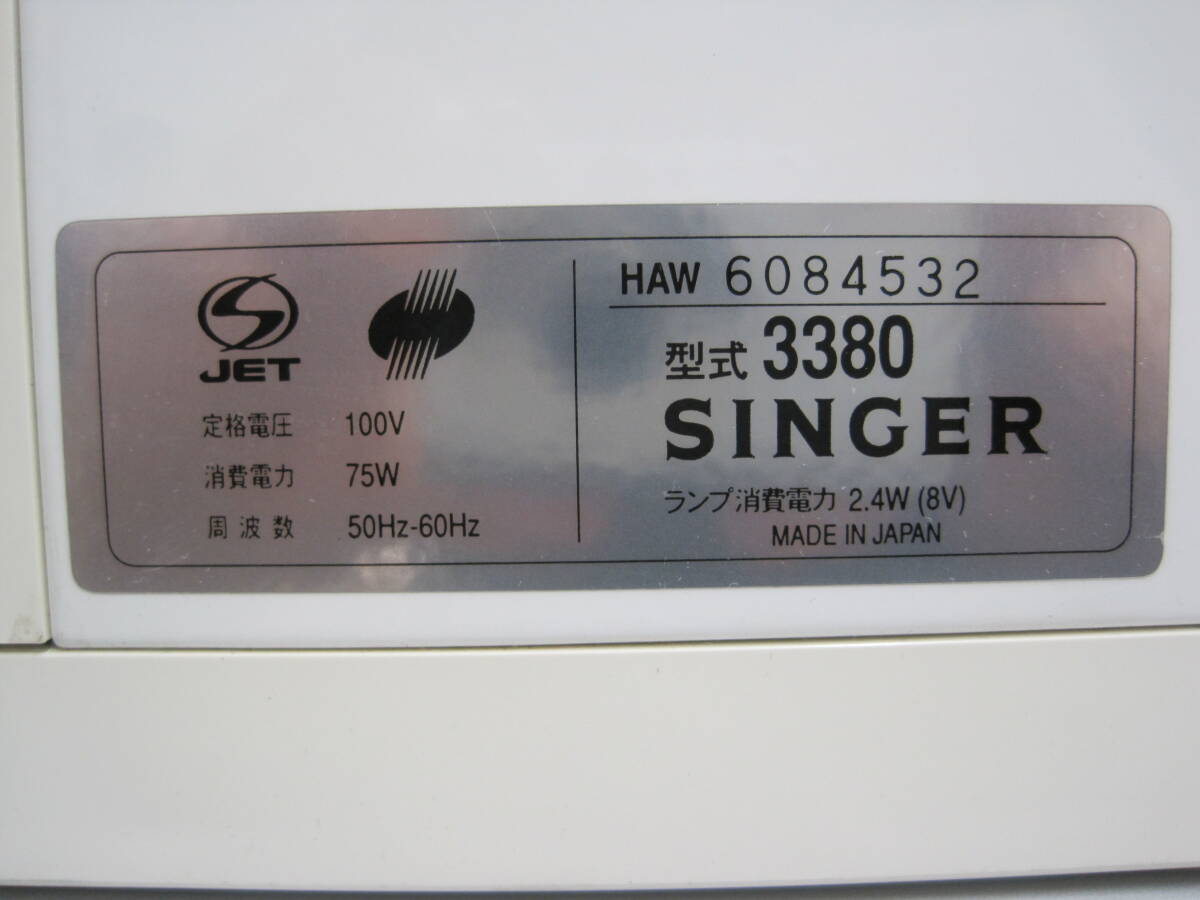 JET
定格電圧 100V
消費電力 75W
周波数 50Hz-60Hz
HAW 6084532
型式 3380
SINGER
ランプ消費電力 2.4W (8V)
MADE IN JAPAN